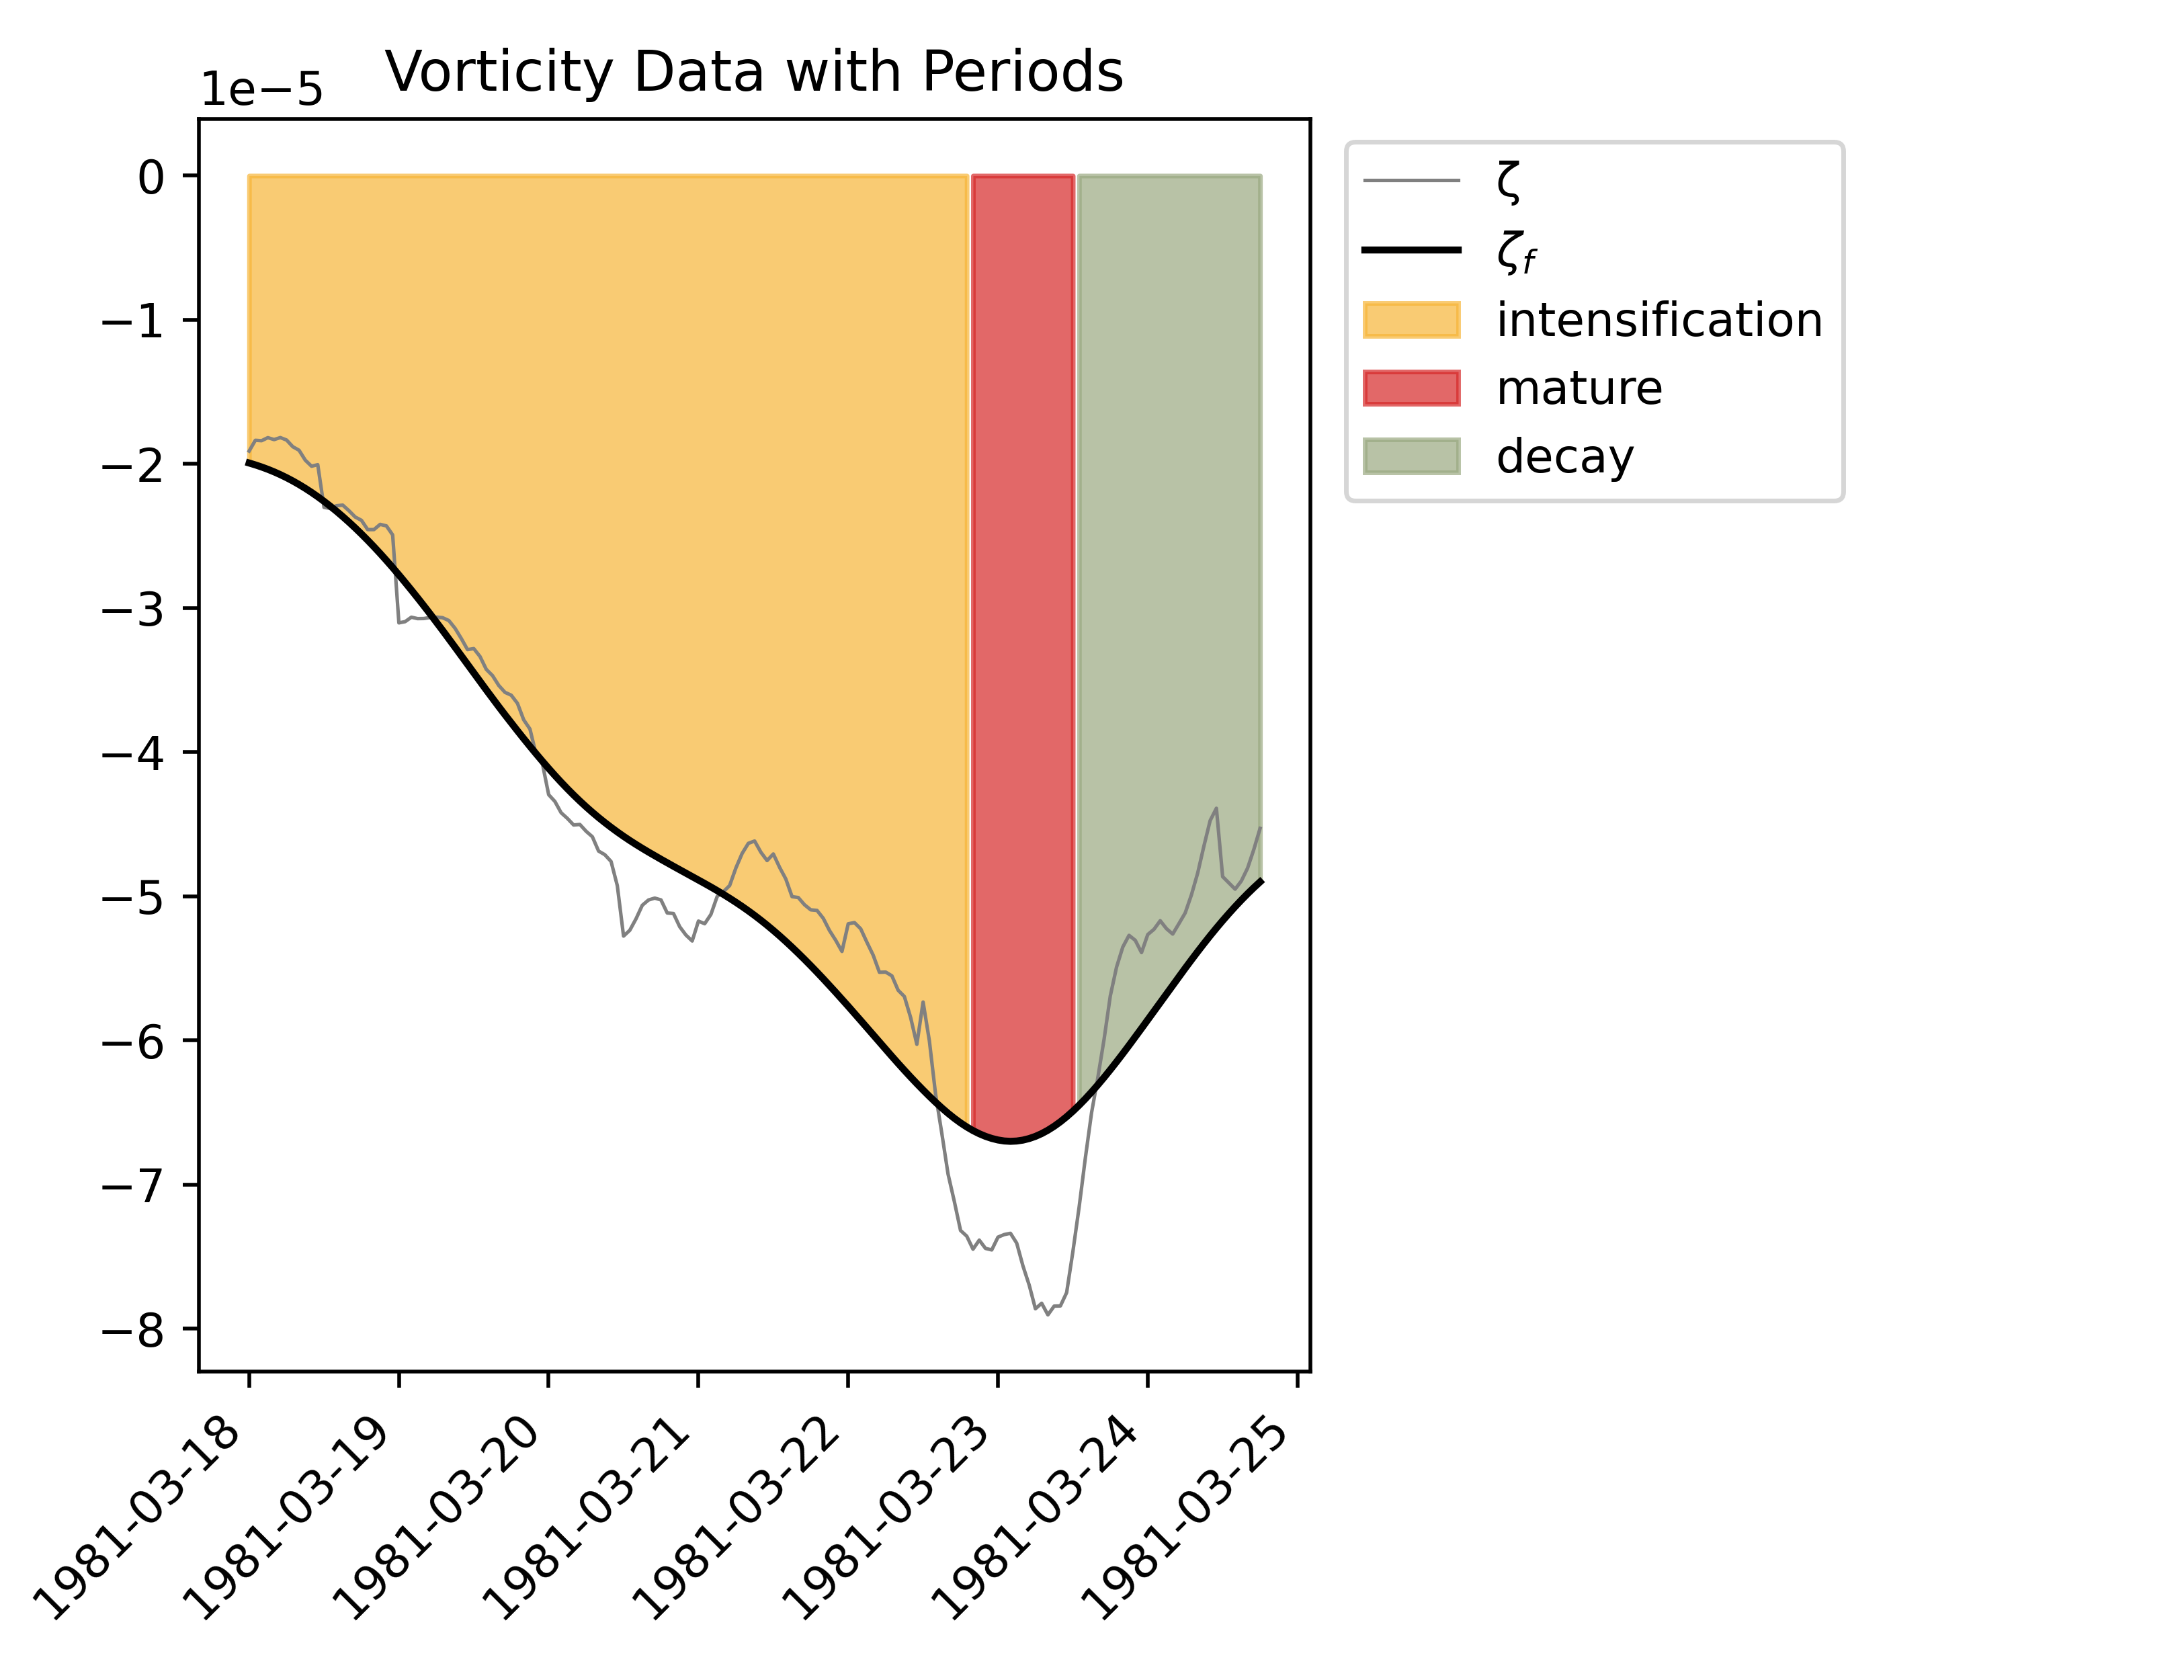 Vorticity Data with Periods
1e−5
0
−1
−2
−3
−4
−5
−6
−7
−8
1981-03-18
1981-03-19
1981-03-20
1981-03-21
1981-03-22
1981-03-23
1981-03-24
1981-03-25
ζ
ζf
intensification
mature
decay